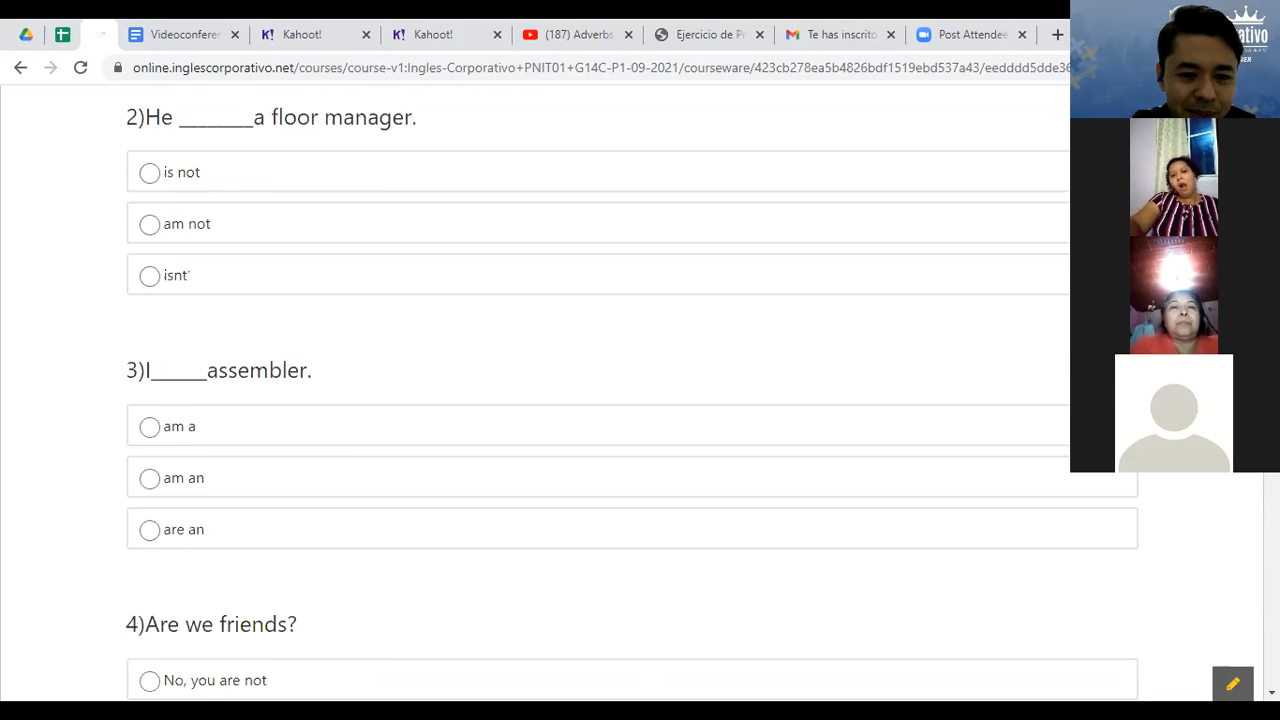 Videoconfere
Kahoot!
Kahoot!
(187) Adverbs
Ejercicio de Pr
Te has inscrito
Post Attendee
online.inglescorporativo.net/courses/course-v1:Ingles-Corporativo+PNIT01+G14C-P1-09-2021/courseware/423cb278ea5b4826bdf1519ebd537a43/eedddd5dde36
2)He ________a floor manager.
is not
am not
isnt´
3)I______assembler.
am a
am an
are an
4)Are we friends?
No, you are not